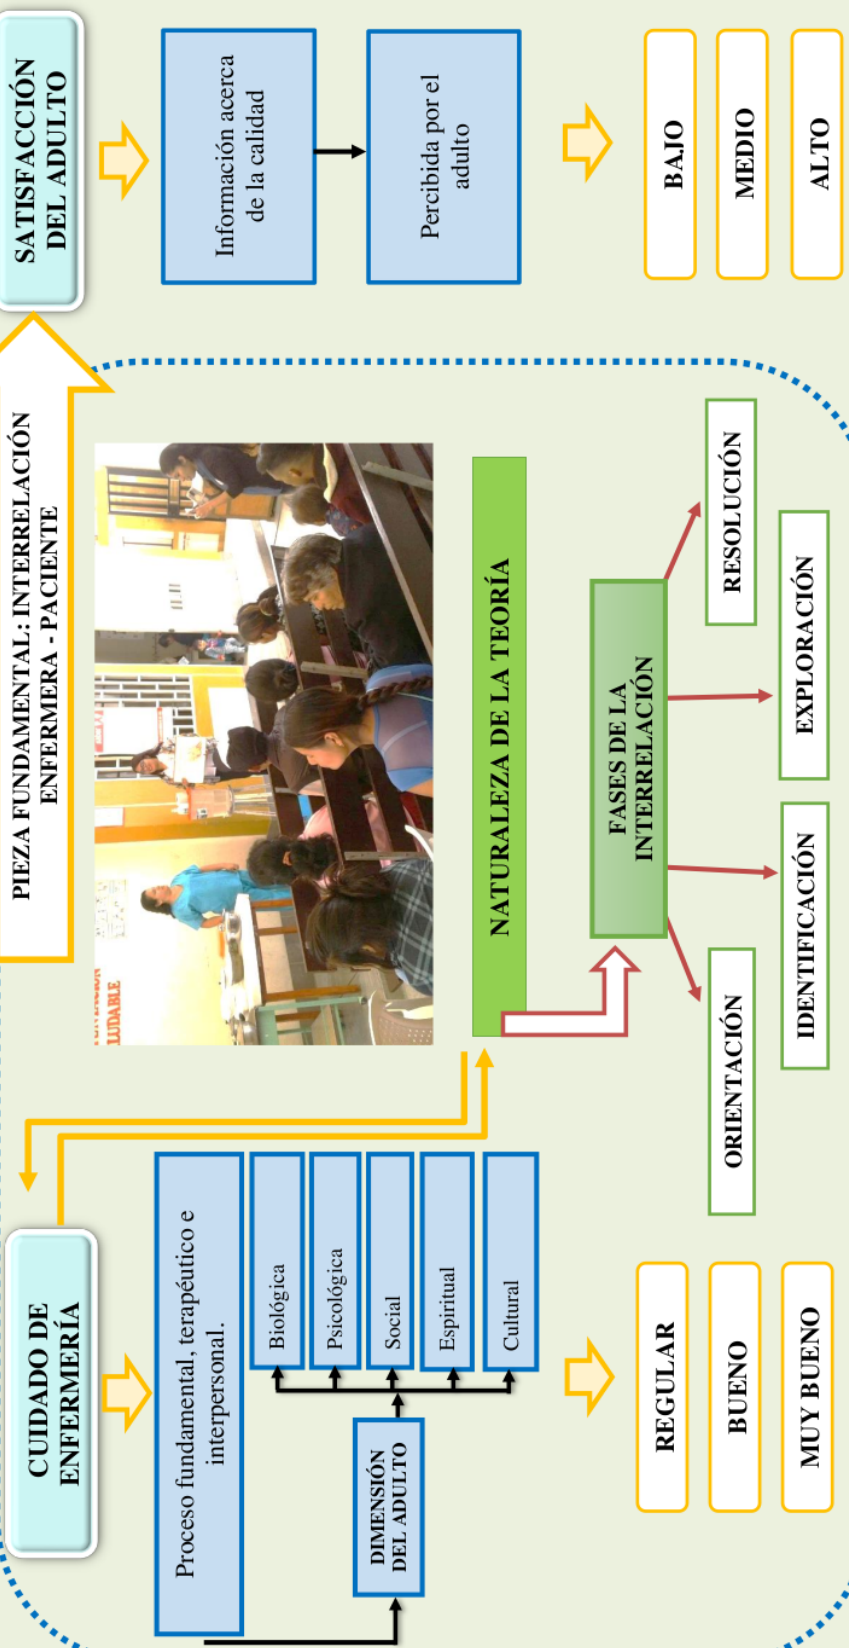 CUIDADO DE
ENFERMERÍA
PIEZA FUNDAMENTAL: INTERRELACIÓN
ENFERMERA - PACIENTE
SATISFACCIÓN
DEL ADULTO
Proceso fundamental, terapéutico e
interpersonal.
DIMENSIÓN
DEL ADULTO
Biológica
Psicológica
Social
Espiritual
Cultural
REGULAR
BUENO
MUY BUENO
LUDABLE
NATURALEZA DE LA TEORÍA
FASES DE LA
INTERRELACIÓN
ORIENTACIÓN
IDENTIFICACIÓN
EXPLORACIÓN
RESOLUCIÓN
Información acerca
de la calidad
Percibida por el
adulto
BAJO
MEDIO
ALTO